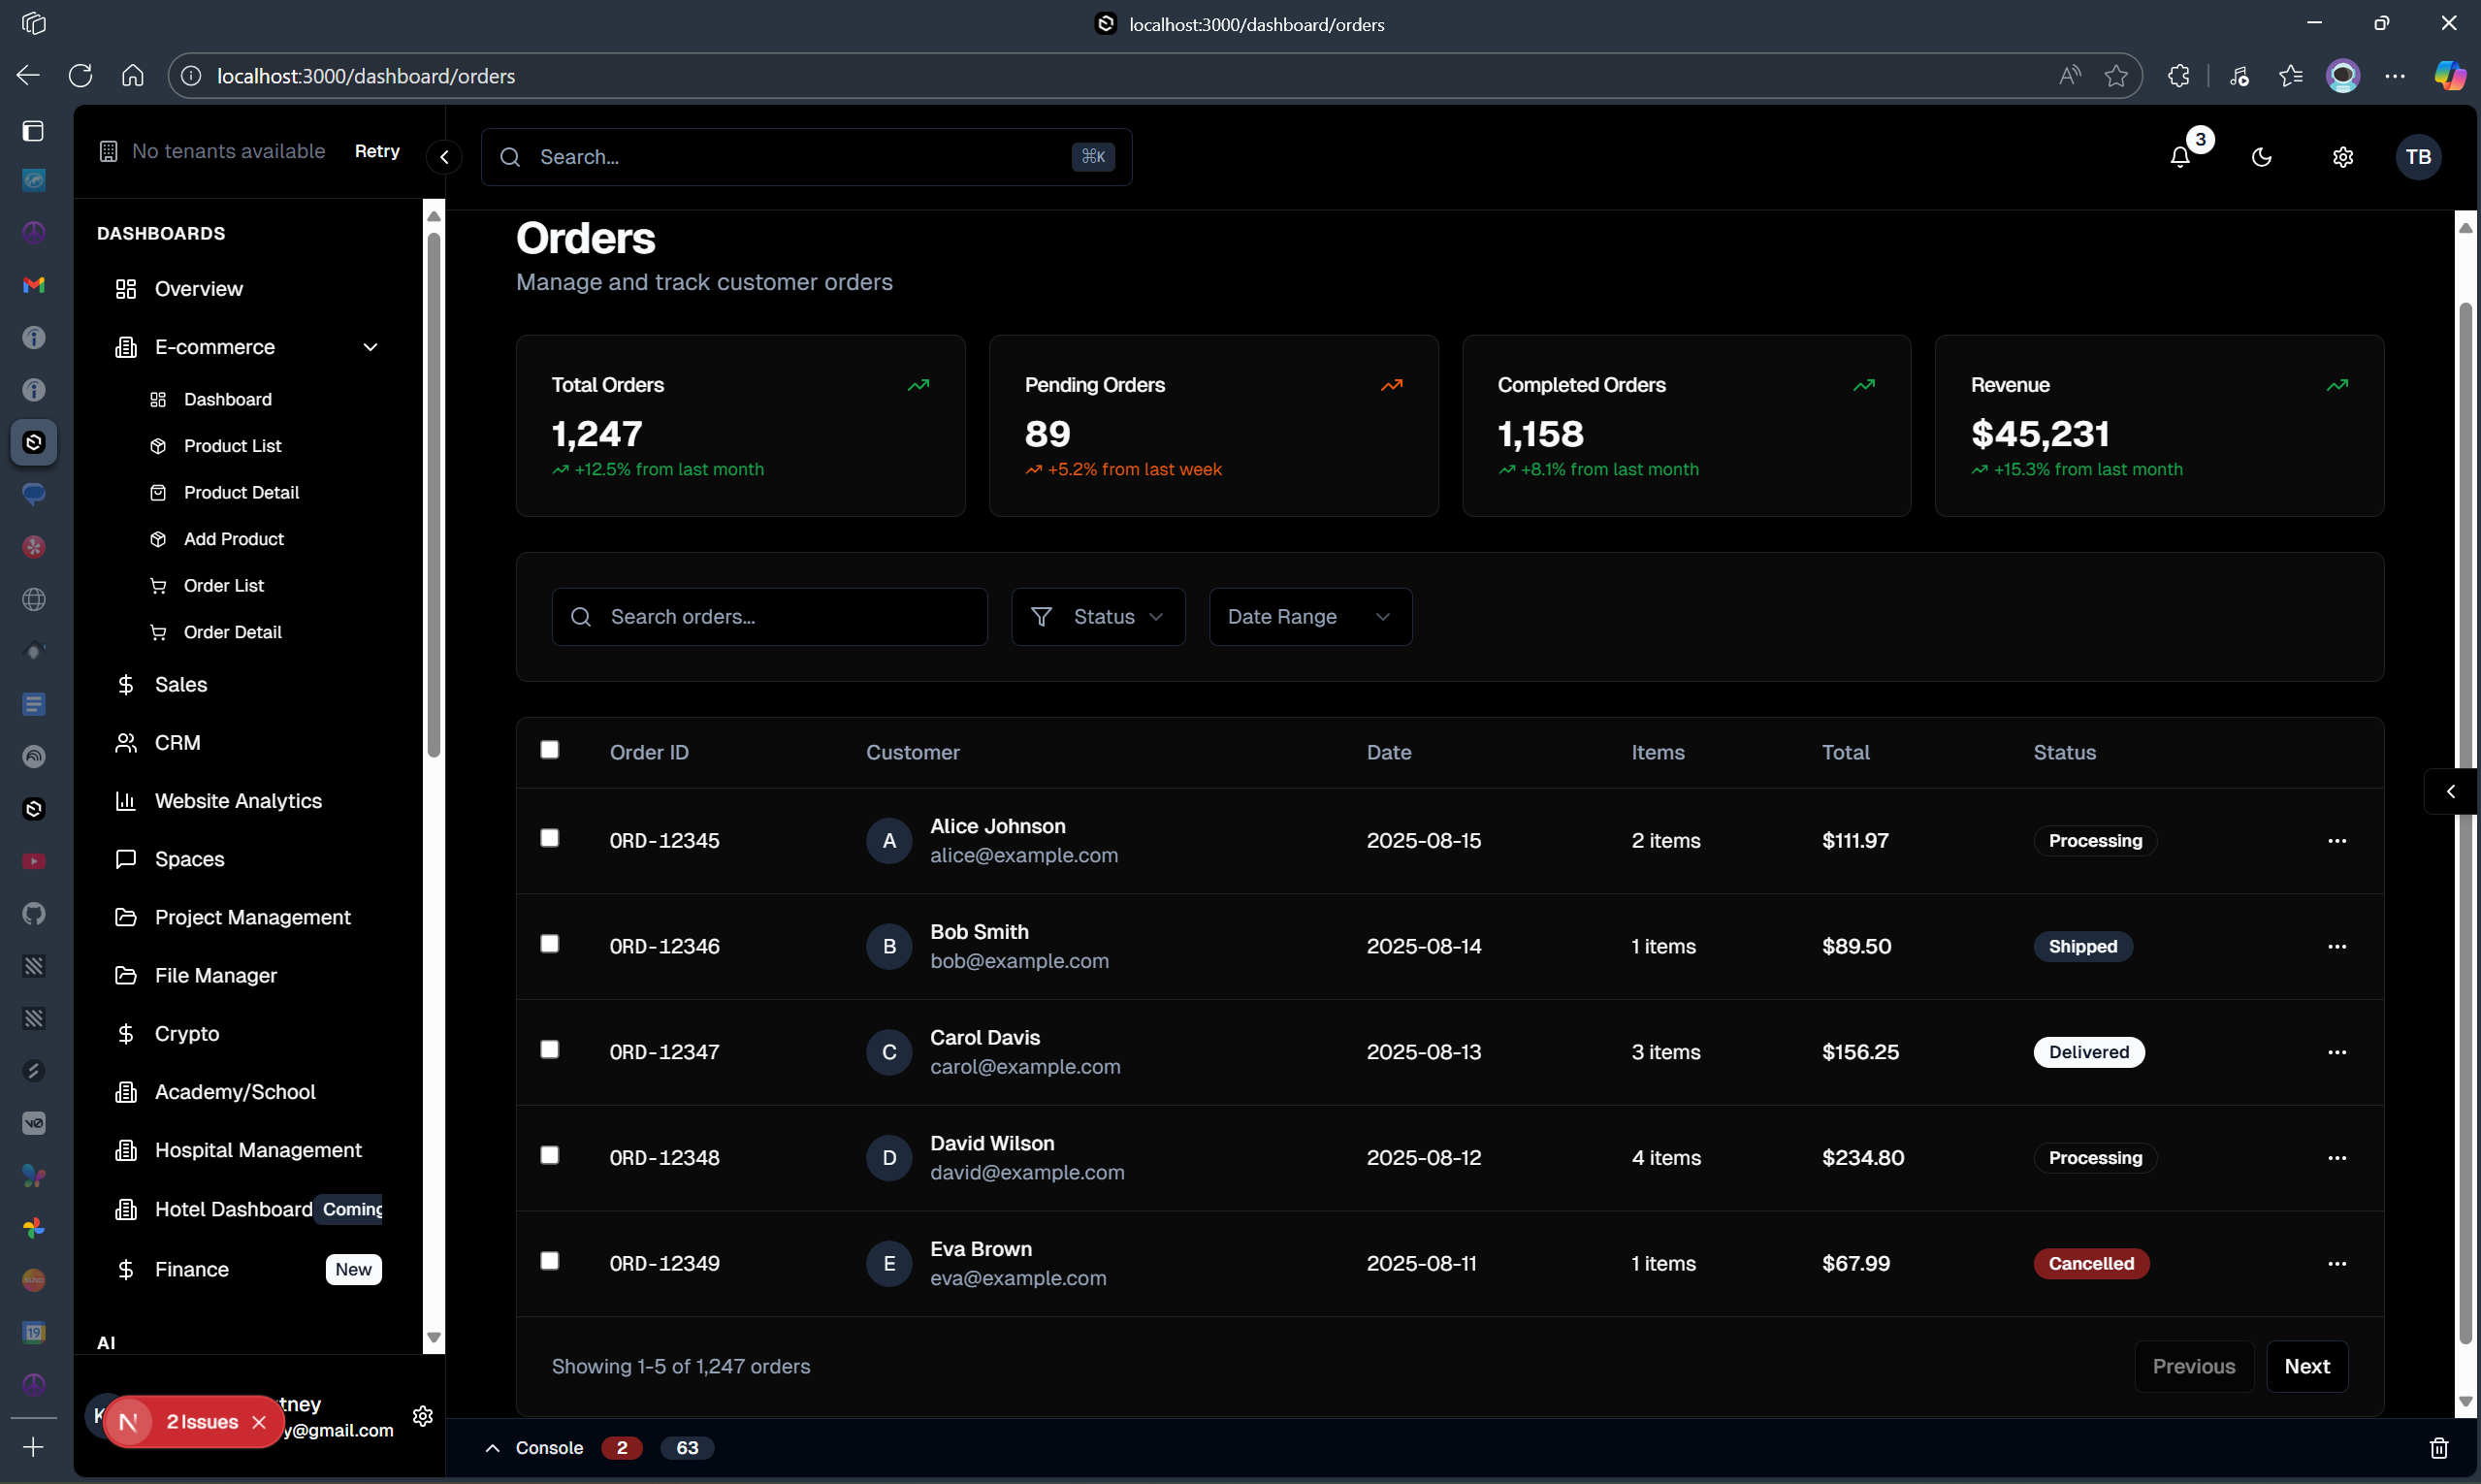 localhost:3000/dashboard/orders
localhost:3000/dashboard/orders
No tenants available
Retry
Search...
⌘K
3
TB
DASHBOARDS
Overview
E-commerce
Dashboard
Product List
Product Detail
Add Product
Order List
Order Detail
Sales
CRM
Website Analytics
Spaces
Project Management
File Manager
Crypto
Academy/School
Hospital Management
Hotel Dashboard
Coming
Finance
New
AI
tney
y@gmail.com
N
2 Issues
Orders
Manage and track customer orders
Total Orders
1,247
+12.5% from last month
Pending Orders
89
+5.2% from last week
Completed Orders
1,158
+8.1% from last month
Revenue
$45,231
+15.3% from last month
Search orders...
Status
Date Range
Order ID Customer Date Items Total Status
ORD-12345 A Alice Johnson 2025-08-15 2 items $111.97 Processing
alice@example.com
ORD-12346 B Bob Smith 2025-08-14 1 items $89.50 Shipped
bob@example.com
ORD-12347 C Carol Davis 2025-08-13 3 items $156.25 Delivered
carol@example.com
ORD-12348 D David Wilson 2025-08-12 4 items $234.80 Processing
david@example.com
ORD-12349 E Eva Brown 2025-08-11 1 items $67.99 Cancelled
eva@example.com
Showing 1-5 of 1,247 orders
Previous
Next
Console 2 63
v0
19